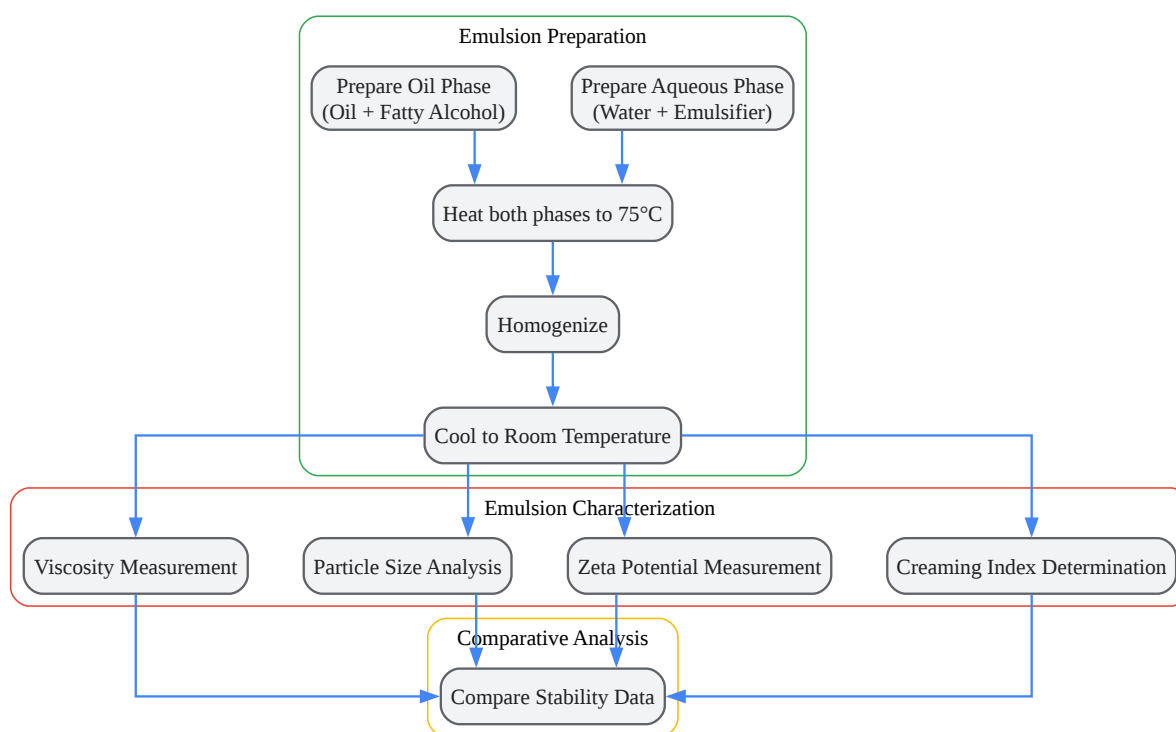 Emulsion Preparation
Prepare Oil Phase
(Oil + Fatty Alcohol)
Prepare Aqueous Phase
(Water + Emulsifier)
Heat both phases to 75°C
Homogenize
Cool to Room Temperature
Emulsion Characterization
Viscosity Measurement
Particle Size Analysis
Zeta Potential Measurement
Creaming Index Determination
Comparative Analysis
Compare Stability Data